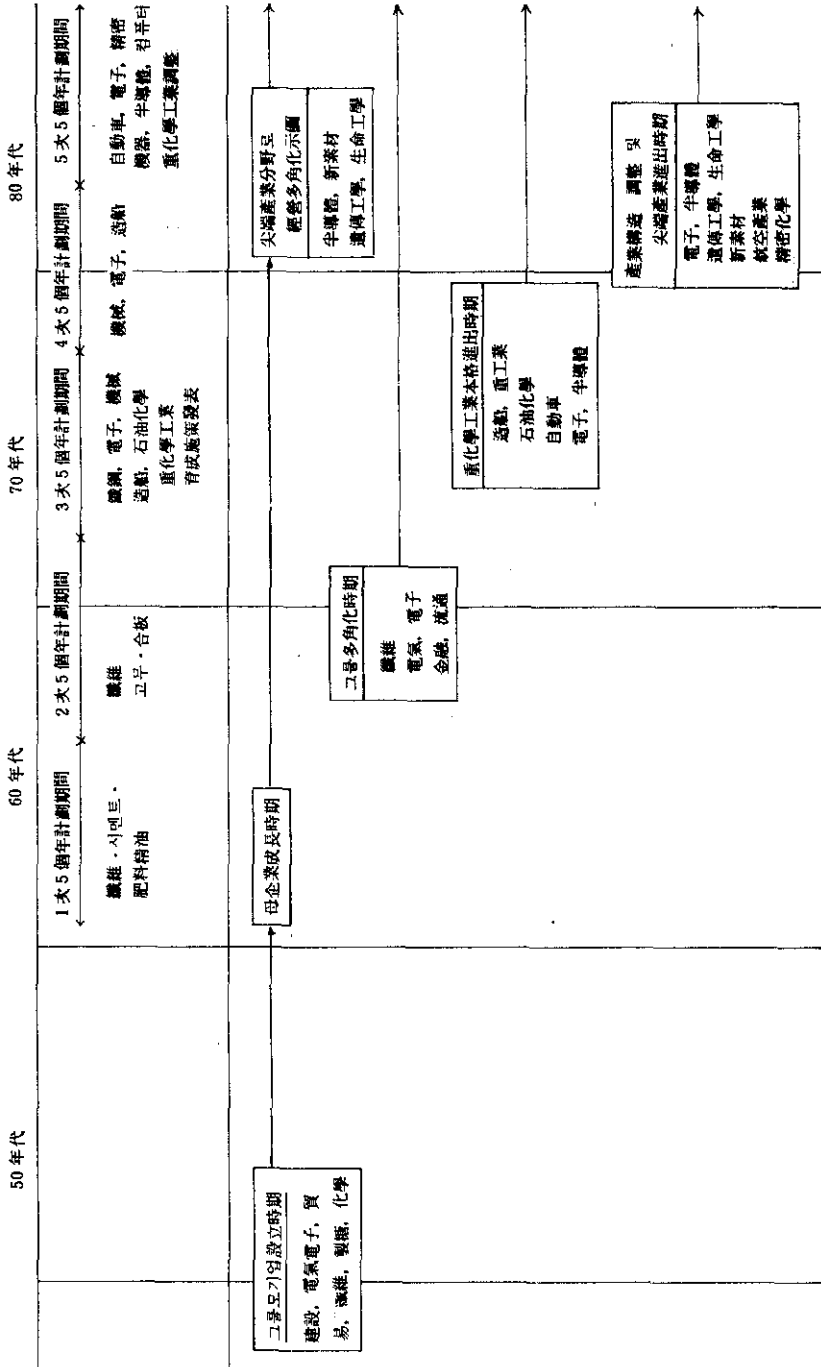 50 年代
60 年代
70 年代
80 年代
1 次 5 個年計劃期間
2 次 5 個年計劃期間
3 次 5 個年計劃期間
4 次 5 個年計劃期間
5 次 5 個年計劃期間
纖維・시멘트・
肥料精油
纖維
고무・合板
鐵鋼, 電子, 機械
造船, 石油化學
重化學工業
育成施策發表
機械, 電子, 造船
自動車, 電子, 精密
機器, 半導體, 컴퓨터
重化學工業調整
그룹모기업設立時期
建設, 電氣電子, 貿
易, 纖維, 製糖, 化學
母企業成長時期
尖端產業分野로
經營多角化示圖
半導體, 新素材
遺傳工學, 生命工學
그룹多角化時期
纖維
電氣, 電子
金融, 流通
重化學工業本格進出時期
造船, 重工業
石油化學
自動車
電子, 半導體
產業構造 調整 및
尖端產業進出時期
電子, 半導體
遺傳工學, 生命工學
新素材
航空產業
精密化學